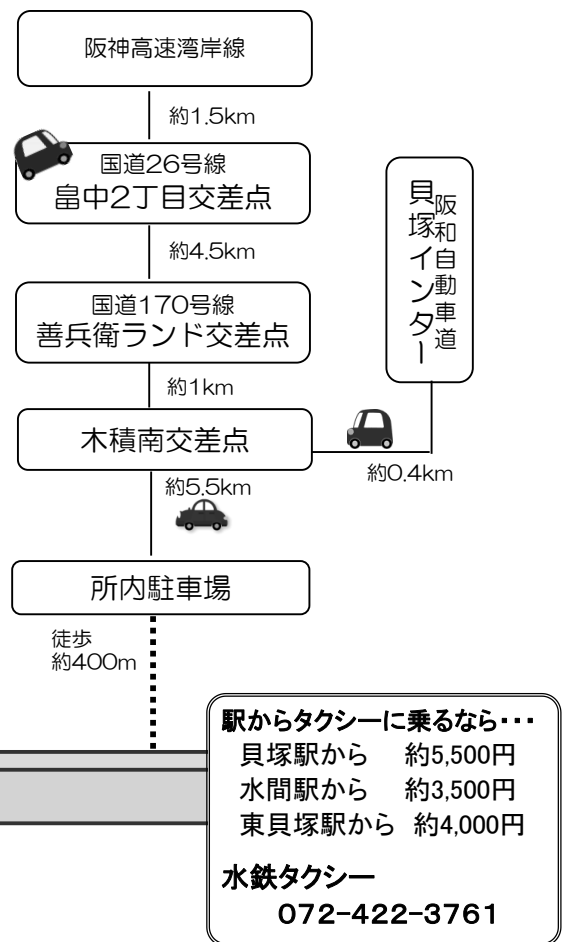 阪神高速湾岸線
約1.5km
国道26号線
畠中2丁目交差点
約4.5km
国道170号線
善兵衛ランド交差点
約1km
阪和自動車道
貝塚インター
木積南交差点
約0.4km
約5.5km
所内駐車場
徒歩
約400m
駅からタクシーに乗るなら・・・
貝塚駅から 約5,500円
水間駅から 約3,500円
東貝塚駅から 約4,000円
水鉄タクシー
072-422-3761